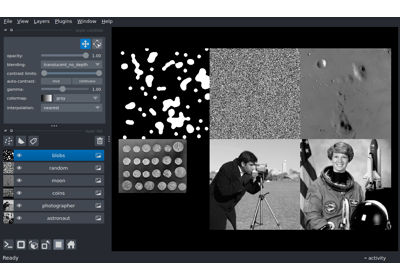 File View Plugins Window Help
opacity: 1.00
blending: translucent_no_depth
contrast limits:
auto-contrast: once continuous
gamma: 1.00
colormap: gray
interpolation: nearest
blobs
random
moon
coins
photographer
astronaut
Ready
activity